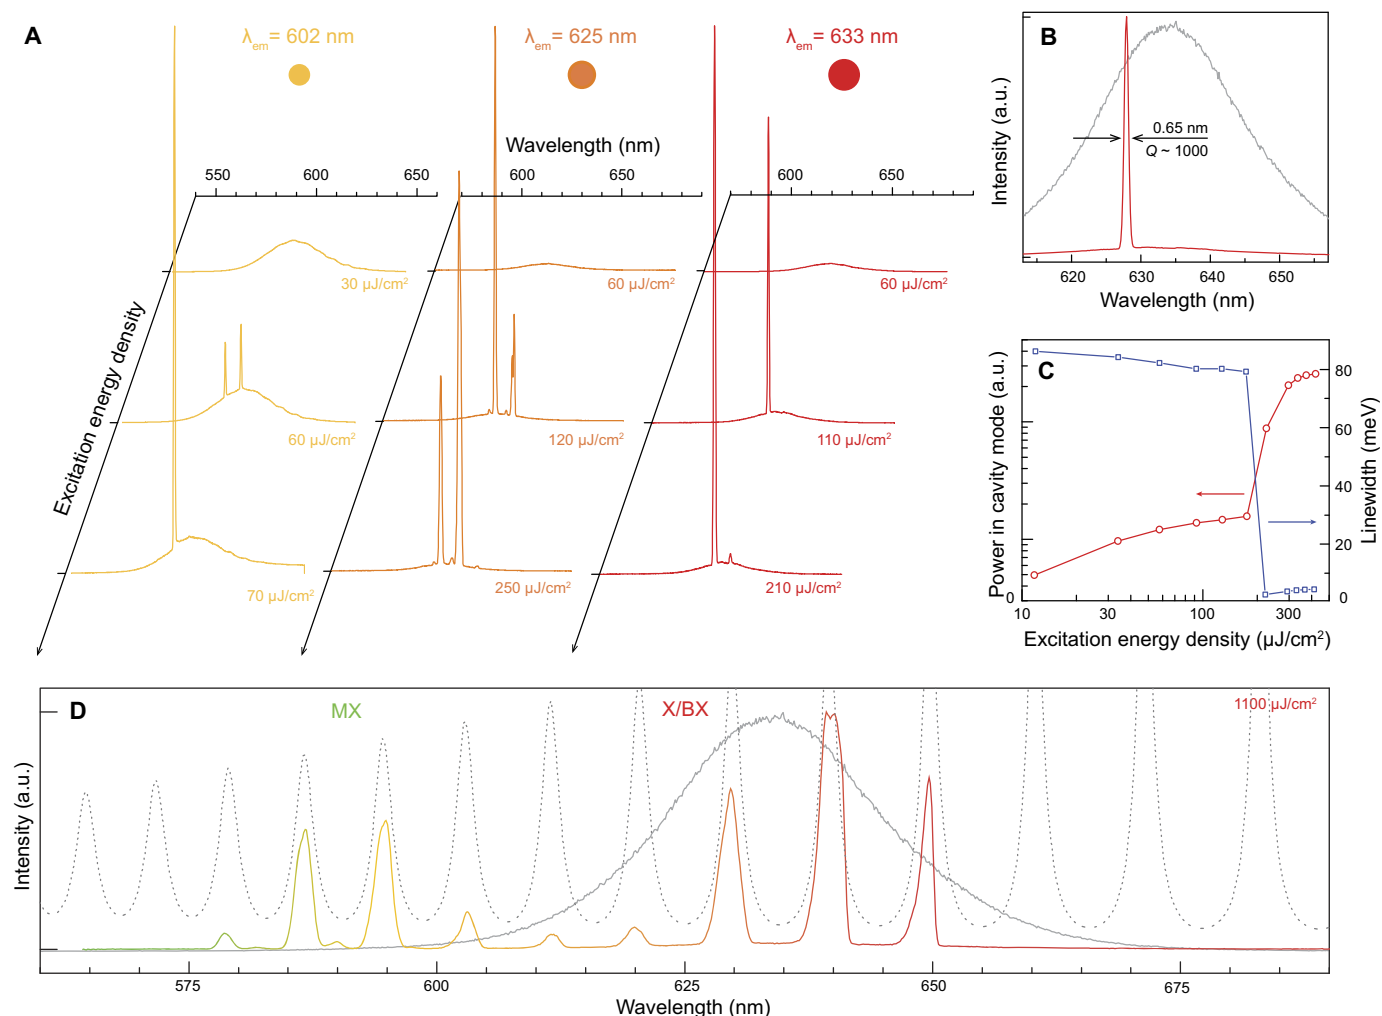 A
λem= 602 nm
λem= 625 nm
λem= 633 nm
Wavelength (nm)
550 600 650
600 650
600 650
30 µJ/cm²
60 µJ/cm²
60 µJ/cm²
Excitation energy density
60 µJ/cm²
120 µJ/cm²
110 µJ/cm²
70 µJ/cm²
250 µJ/cm²
210 µJ/cm²
B
Intensity (a.u.)
0.65 nm
Q ~ 1000
620 630 640 650
Wavelength (nm)
C
Power in cavity mode (a.u.)
80
60
40
20
0
0
Linewidth (meV)
10 30 100 300
Excitation energy density (µJ/cm²)
D
MX
X/BX
1100 µJ/cm²
Intensity (a.u.)
575 600 625 650 675
Wavelength (nm)